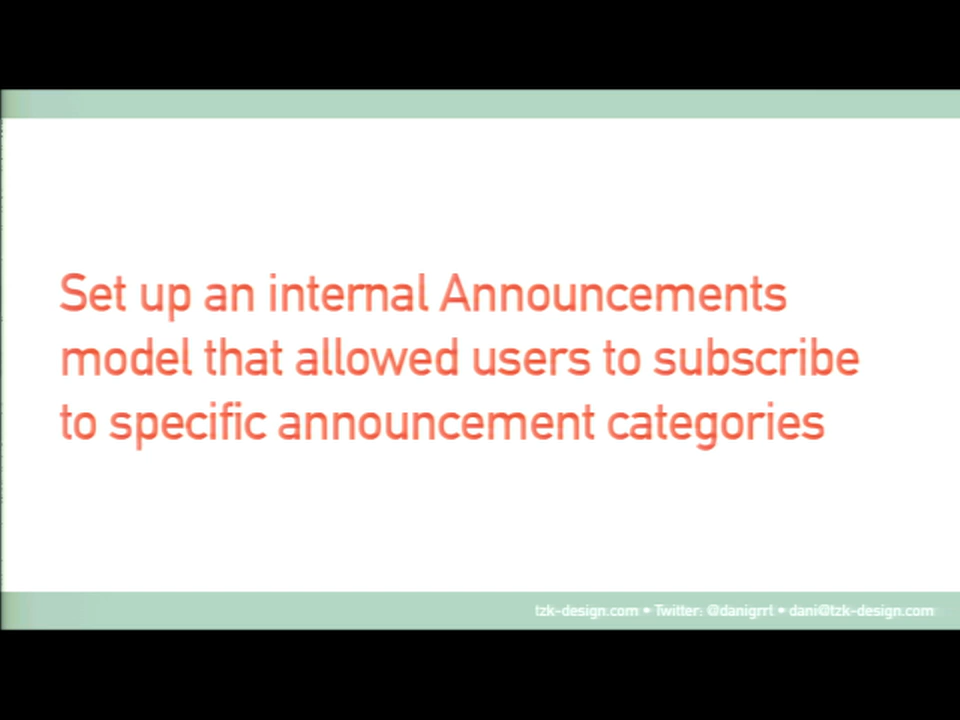 Set up an internal Announcements
model that allowed users to subscribe
to specific announcement categories
tzk-design.com • Twitter: @danigrrl • dani@tzk-design.com